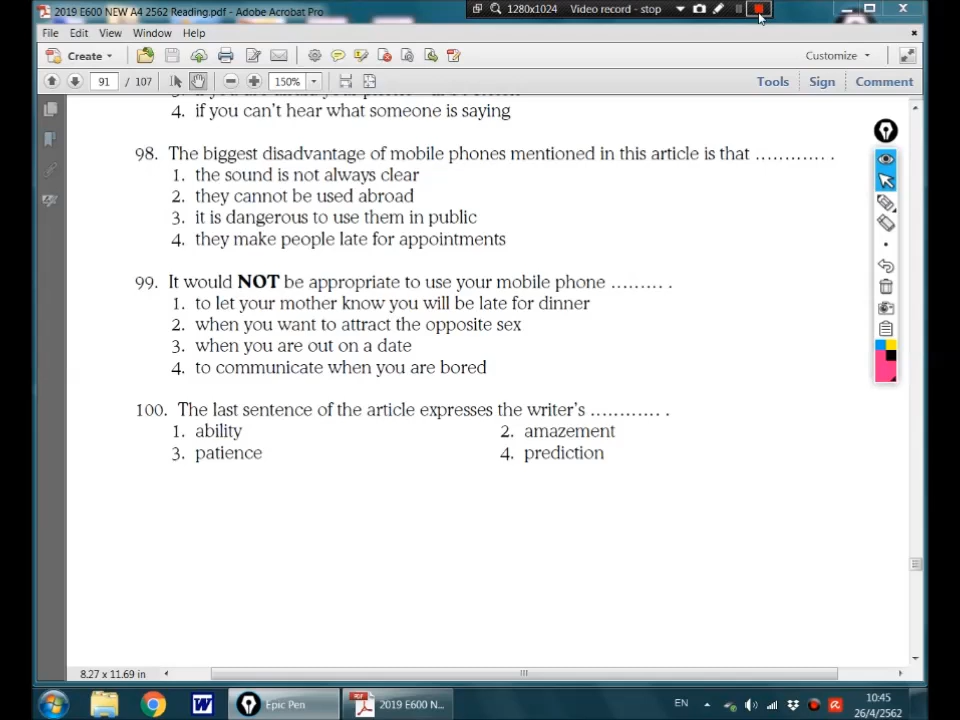 2019 E600 NEW A4 2562 Reading.pdf - Adobe Acrobat Pro
1280x1024 Video record - stop
File Edit View Window Help
Create Customize
91 / 107 150% Tools Sign Comment
4. if you can't hear what someone is saying
98. The biggest disadvantage of mobile phones mentioned in this article is that ............ .
1. the sound is not always clear
2. they cannot be used abroad
3. it is dangerous to use them in public
4. they make people late for appointments
99. It would NOT be appropriate to use your mobile phone ......... .
1. to let your mother know you will be late for dinner
2. when you want to attract the opposite sex
3. when you are out on a date
4. to communicate when you are bored
100. The last sentence of the article expresses the writer's ............ .
1. ability 2. amazement
3. patience 4. prediction
8.27 x 11.69 in
Epic Pen 2019 E600 N... EN 10:45
26/4/2562